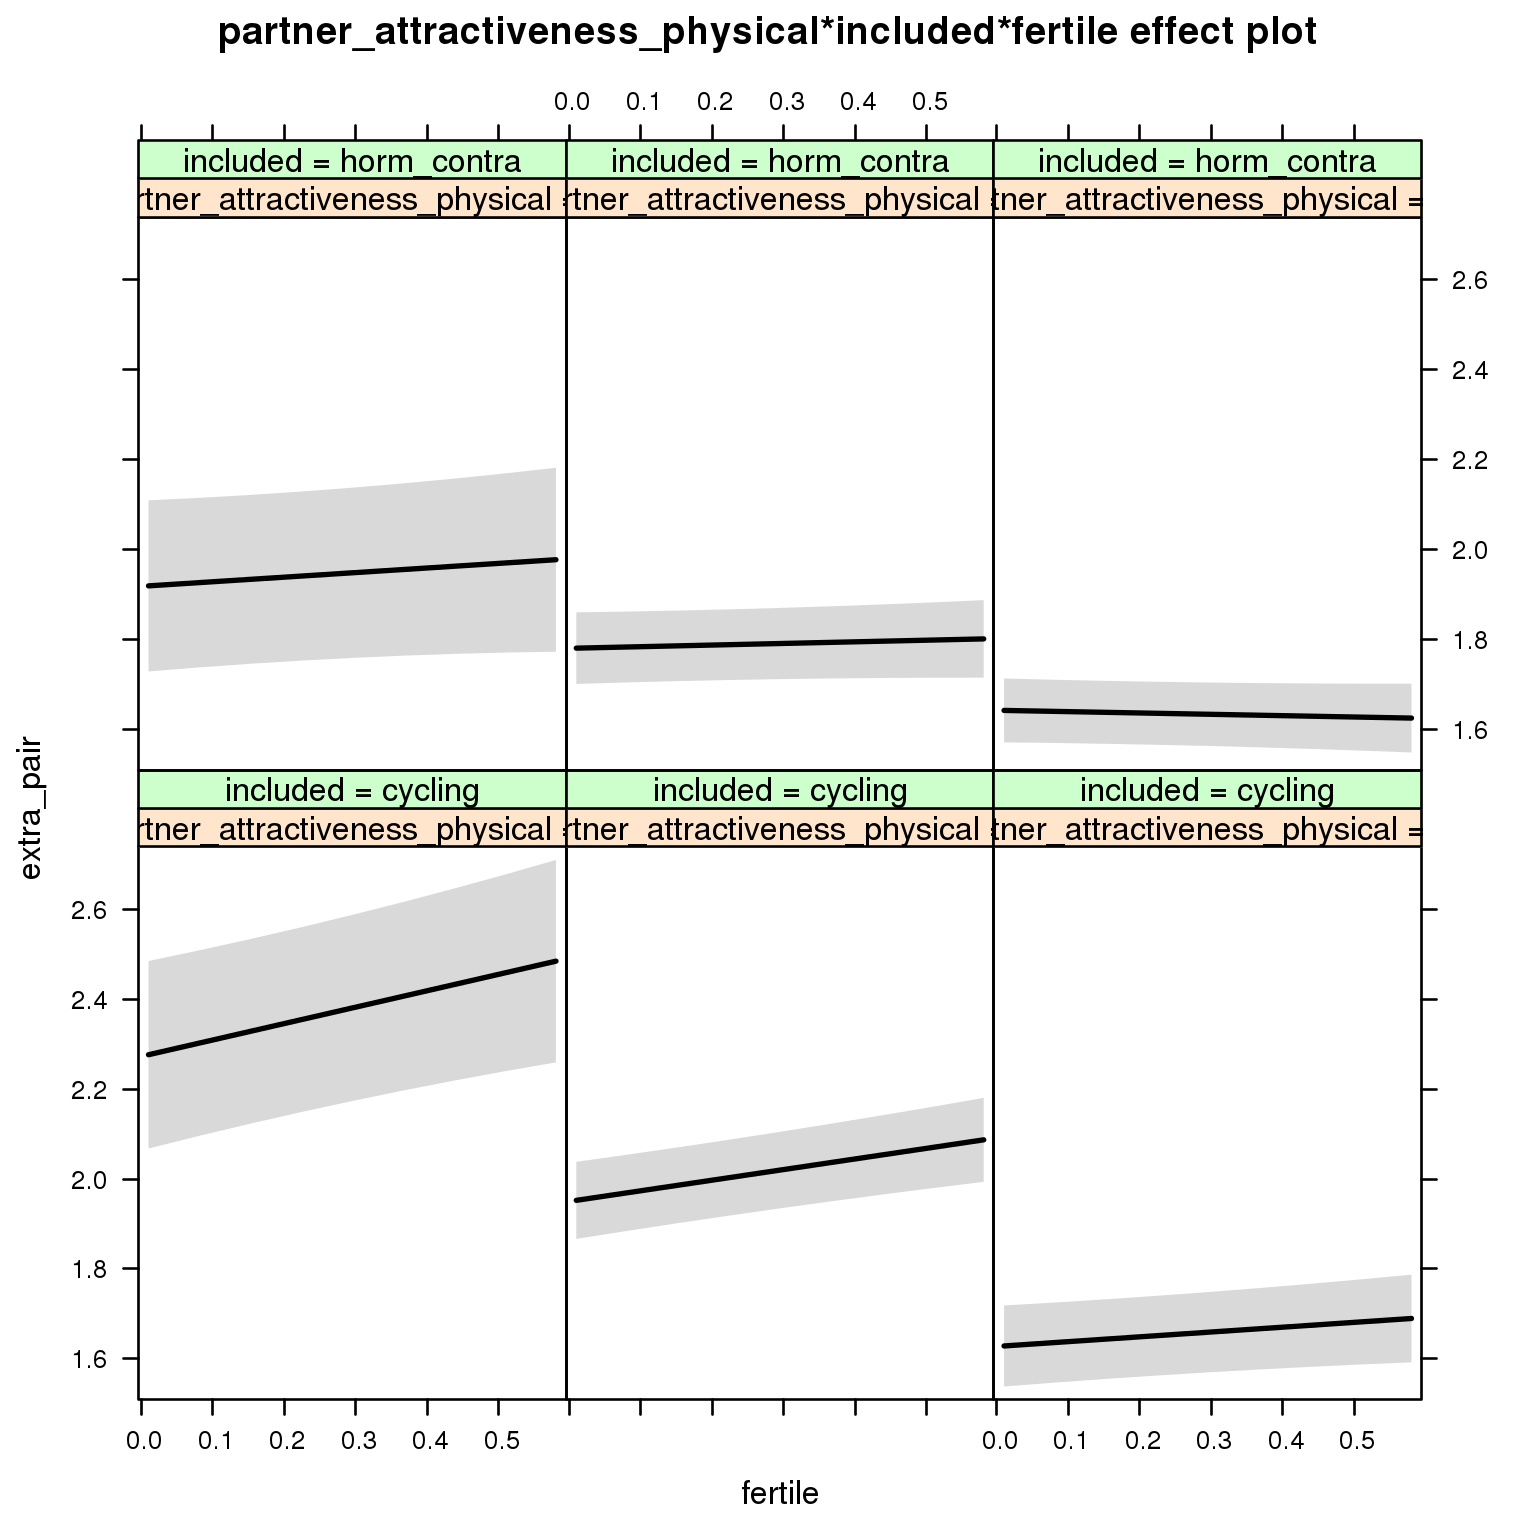 partner_attractiveness_physical*included*fertile effect plot
0.0 0.1 0.2 0.3 0.4 0.5
included = horm_contra included = horm_contra included = horm_contra
rtner_attractiveness_physical = rtner_attractiveness_physical = tner_attractiveness_physical =
2.6
2.4
2.2
2.0
1.8
1.6
extra_pair
included = cycling included = cycling included = cycling
rtner_attractiveness_physical = rtner_attractiveness_physical = tner_attractiveness_physical =
2.6
2.4
2.2
2.0
1.8
1.6
0.0 0.1 0.2 0.3 0.4 0.5 0.0 0.1 0.2 0.3 0.4 0.5
fertile